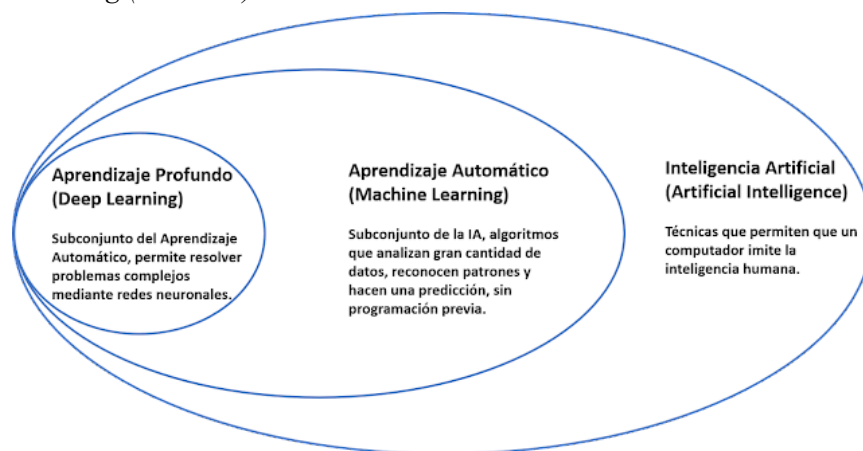 Aprendizaje Profundo
(Deep Learning)
Subconjunto del Aprendizaje
Automático, permite resolver
problemas complejos
mediante redes neuronales.
Aprendizaje Automático
(Machine Learning)
Subconjunto de la IA, algoritmos
que analizan gran cantidad de
datos, reconocen patrones y
hacen una predicción, sin
programación previa.
Inteligencia Artificial
(Artificial Intelligence)
Técnicas que permiten que un
computador imite la
inteligencia humana.